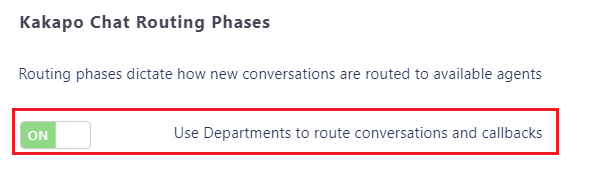 Kakapo Chat Routing Phases
Routing phases dictate how new conversations are routed to available agents
ON Use Departments to route conversations and callbacks